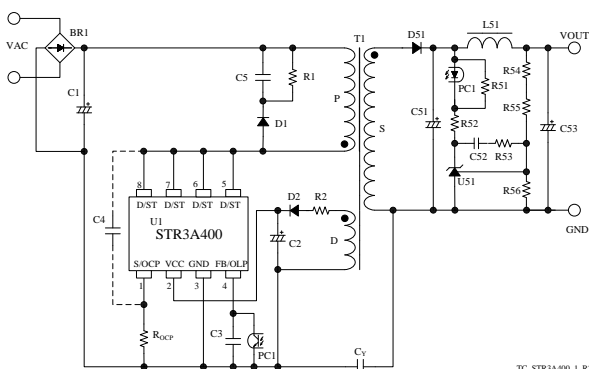 BR1
VAC
C1
C5
R1
D1
T1
P
S
D
D51
L51
VOUT
PC1
R51
R54
R55
C51
R52
C52
R53
C53
U51
R56
GND
8
7
6
5
D/ST
D/ST
D/ST
D/ST
U1
STR3A400
C4
S/OCP
VCC
GND
FB/OLP
1
2
3
4
D2
R2
C2
ROCP
C3
PC1
CY